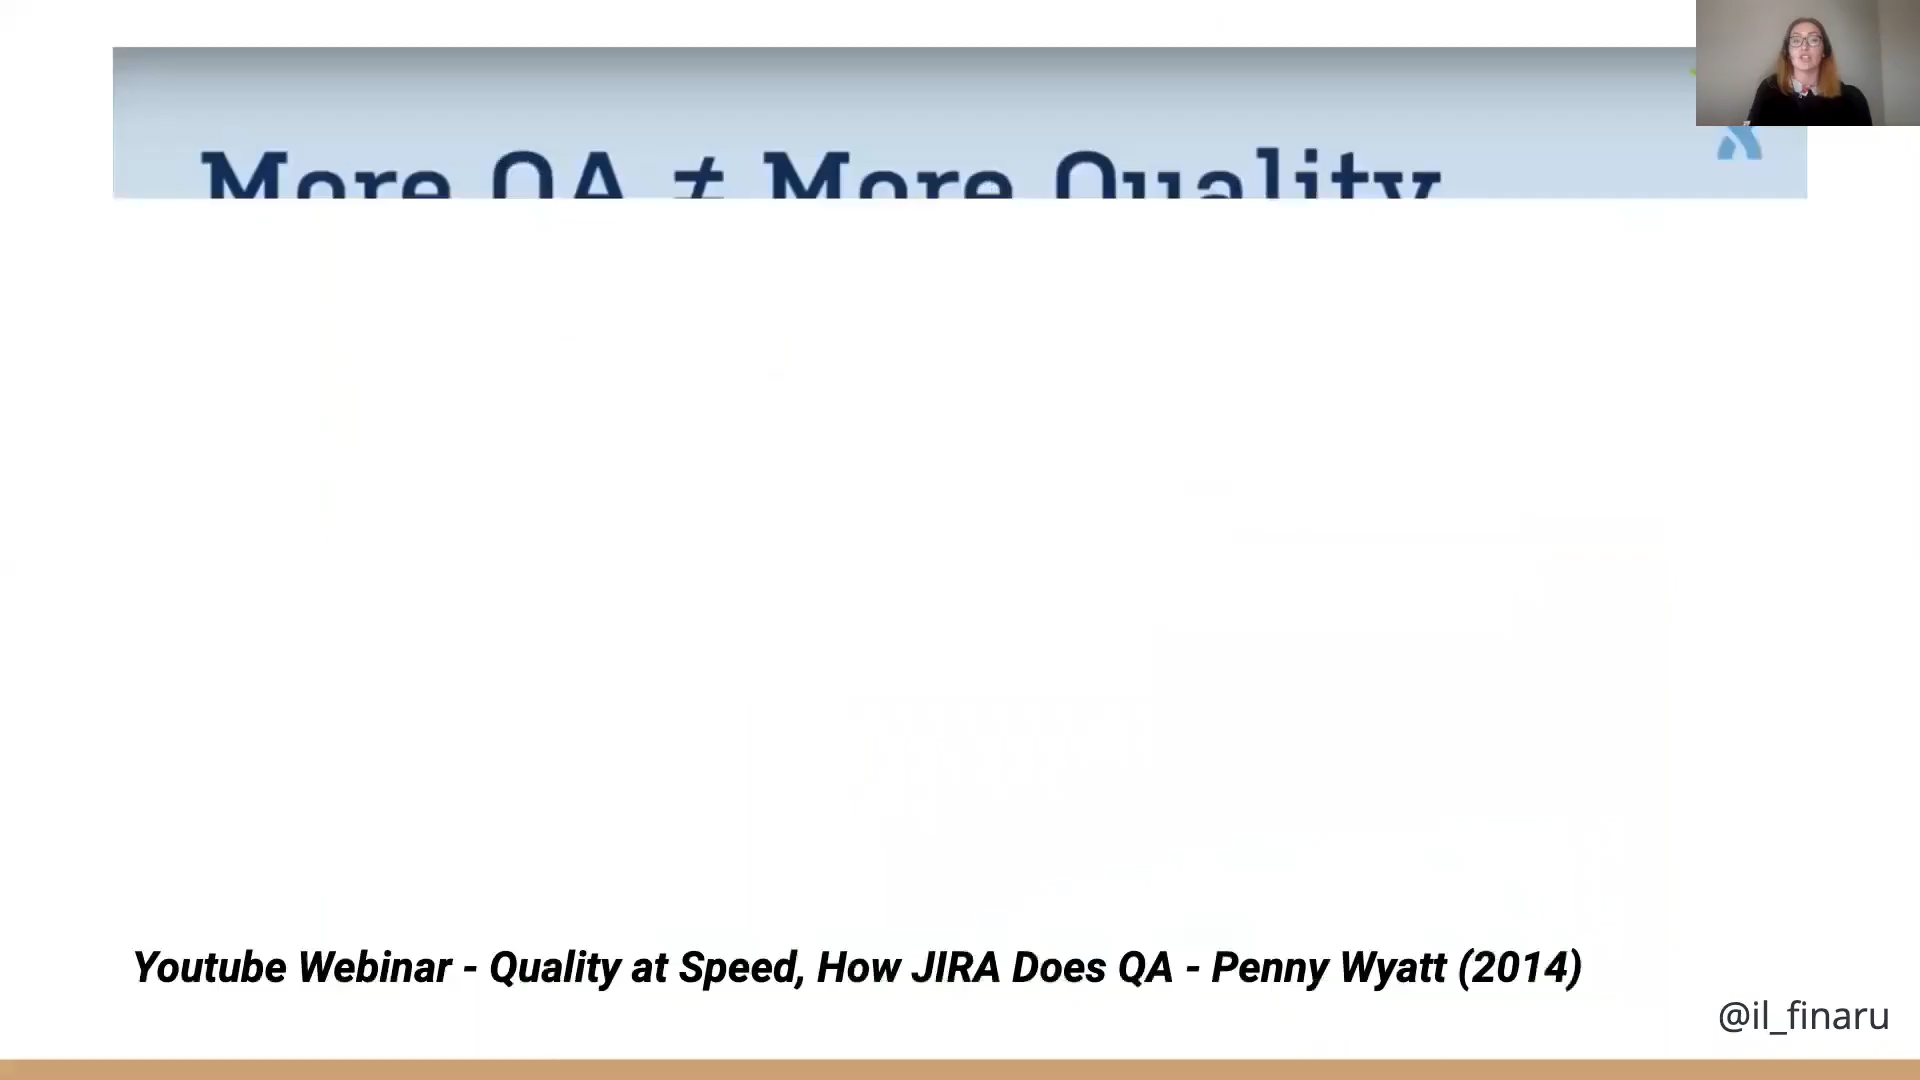 More QA ≠ More Quality
Youtube Webinar - Quality at Speed, How JIRA Does QA - Penny Wyatt (2014)
@il_finaru